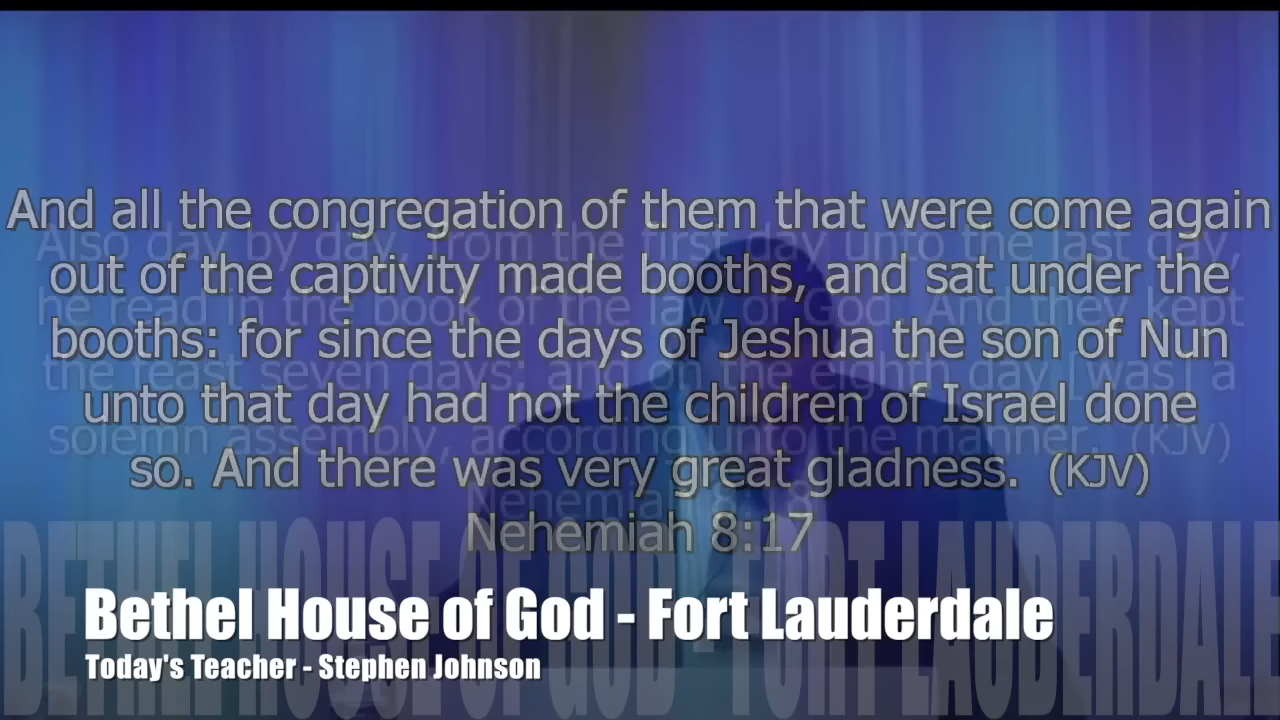 And all the congregation of them that were come again
out of the captivity made booths, and sat under the
booths: for since the days of Jeshua the son of Nun
unto that day had not the children of Israel done
so. And there was very great gladness. (KJV)
Nehemiah 8:17
Also day by day, from the first day unto the last day,
he read in the book of the law of God. And they kept
the feast seven days; and on the eighth day [was] a
solemn assembly, according unto the manner. (KJV)
Nehemiah 8:18
BETHEL HOUSE OF GOD - FORT LAUDERDALE
Bethel House of God - Fort Lauderdale
Today's Teacher - Stephen Johnson